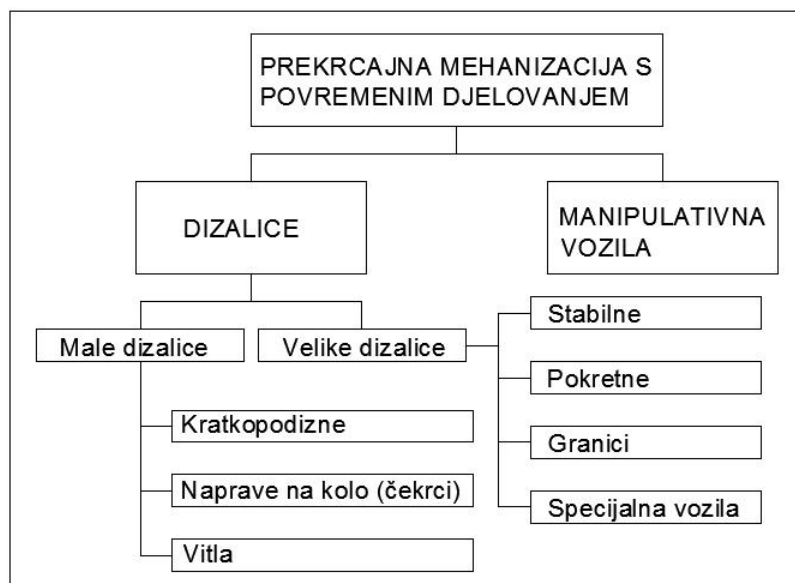 PREKRCAJNA MEHANIZACIJA S
POVREMENIM DJELOVANJEM
DIZALICE
MANIPULATIVNA
VOZILA
Male dizalice
Velike dizalice
Kratkopodizne
Naprave na kolo (čekrci)
Vitla
Stabilne
Pokretne
Granici
Specijalna vozila